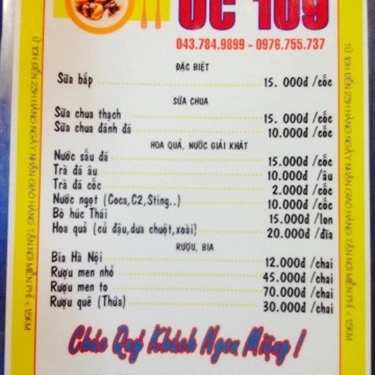 ỐC 109
043.784.9899 - 0976.755.737
ĐẶC BIỆT
Sữa bắp 15.000đ/cốc
SỮA CHUA
Sữa chua thạch 15.000đ/cốc
Sữa chua đánh đá 10.000đ/cốc
HOA QUẢ, NƯỚC GIẢI KHÁT
Nước sấu đá 15.000đ/cốc
Trà đá âu 10.000đ/âu
Trà đá cốc 2.000đ/cốc
Nước ngọt (Coca,C2,Sting..) 10.000đ/cốc
Bò húc Thái 15.000đ/lon
Hoa quả (củ đậu,dưa chuột,xoài) 20.000đ/đĩa
RƯỢU, BIA
Bia Hà Nội 12.000đ/chai
Rượu men nhỏ 45.000đ/chai
Rượu men to 70.000đ/chai
Rượu quê (Thửa) 30.000đ/chai
Chúc Quý Khách Ngon Miệng!